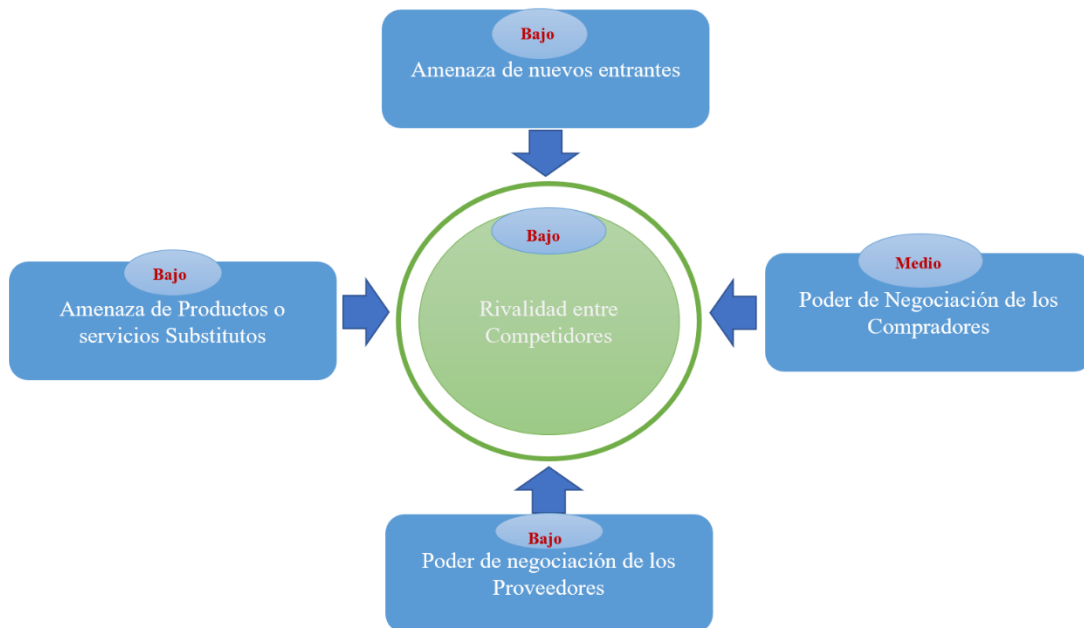 Bajo
Amenaza de nuevos entrantes
Bajo
Amenaza de Productos o
servicios Substitutos
Bajo
Rivalidad entre
Competidores
Medio
Poder de Negociación de los
Compradores
Bajo
Poder de negociación de los
Proveedores